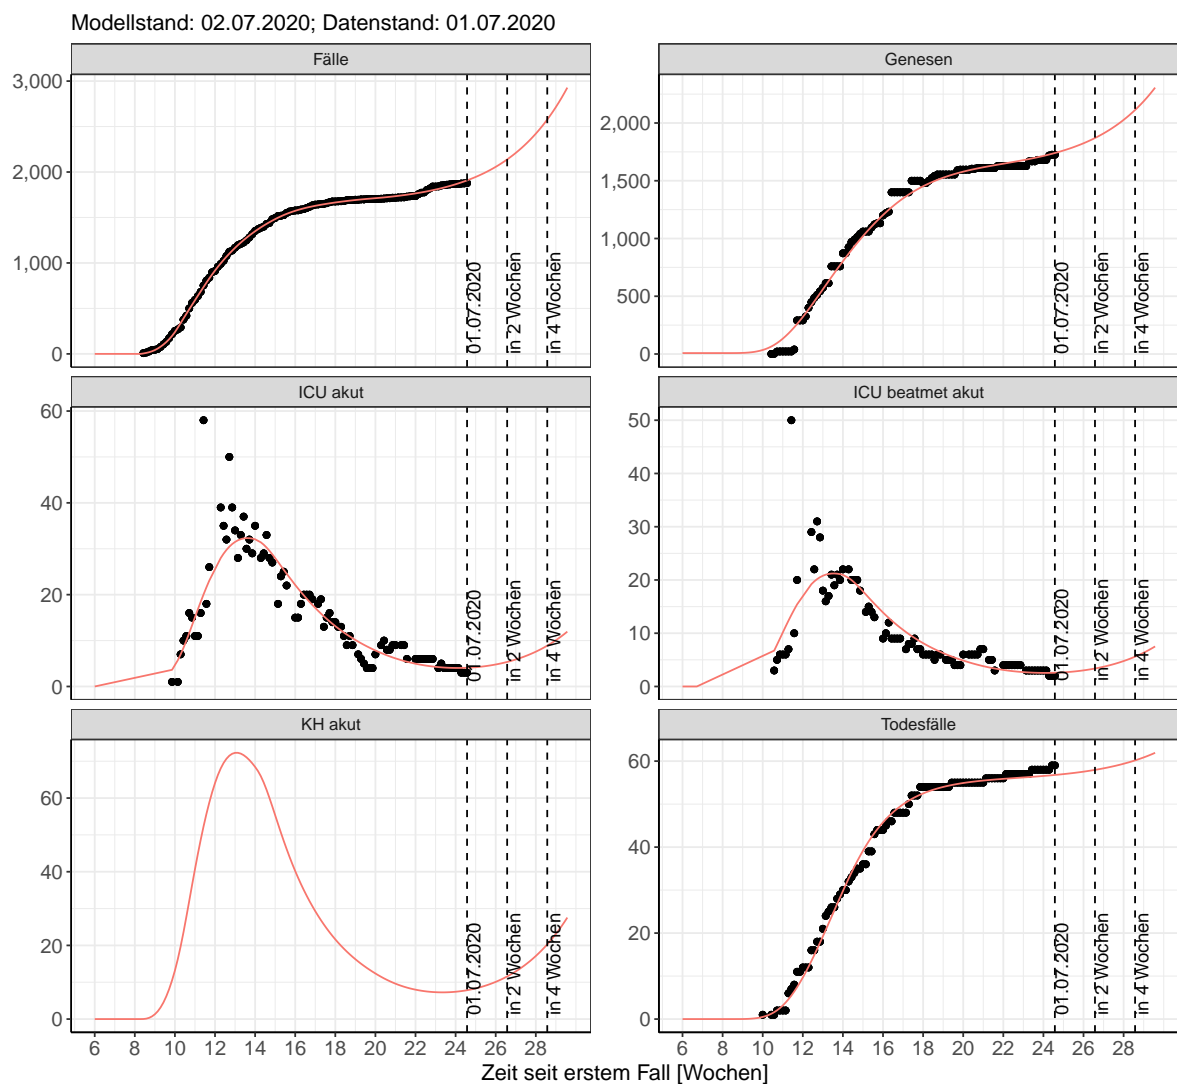 Modellstand: 02.07.2020; Datenstand: 01.07.2020
Fälle
3,000
2,000
1,000
0
01.07.2020
in 2 Wochen
in 4 Wochen
Genesen
2,000
1,500
1,000
500
0
01.07.2020
in 2 Wochen
in 4 Wochen
ICU akut
60
40
20
0
01.07.2020
in 2 Wochen
in 4 Wochen
ICU beatmet akut
50
40
30
20
10
0
01.07.2020
in 2 Wochen
in 4 Wochen
KH akut
60
40
20
0
01.07.2020
in 2 Wochen
in 4 Wochen
6 8 10 12 14 16 18 20 22 24 26 28
Todesfälle
60
40
20
0
01.07.2020
in 2 Wochen
in 4 Wochen
6 8 10 12 14 16 18 20 22 24 26 28
Zeit seit erstem Fall [Wochen]